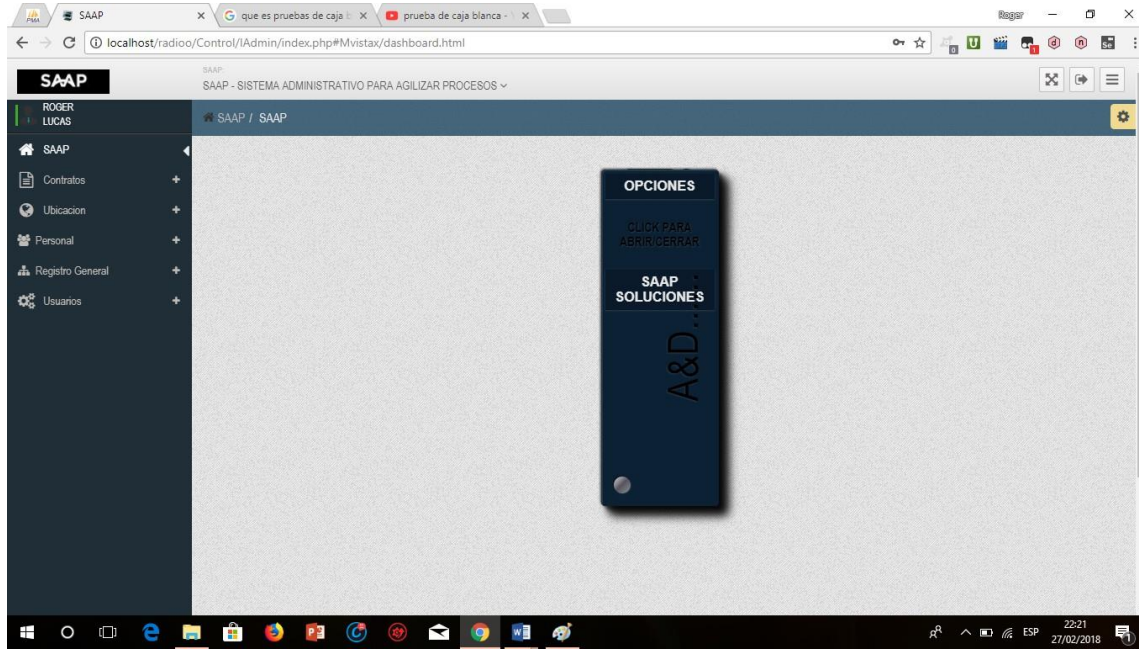 SAAP
que es pruebas de caja b
prueba de caja blanca -
Roger
localhost/radioo/Control/IAdmin/index.php#Mvistax/dashboard.html
SAAP
SAAP
SAAP - SISTEMA ADMINISTRATIVO PARA AGILIZAR PROCESOS
ROGER
LUCAS
SAAP / SAAP
SAAP
Contratos
Ubicacion
Personal
Registro General
Usuarios
OPCIONES
CLICK PARA
ABRIR/CERRAR
SAAP
SOLUCIONES
A&D......
ESP
22:21
27/02/2018